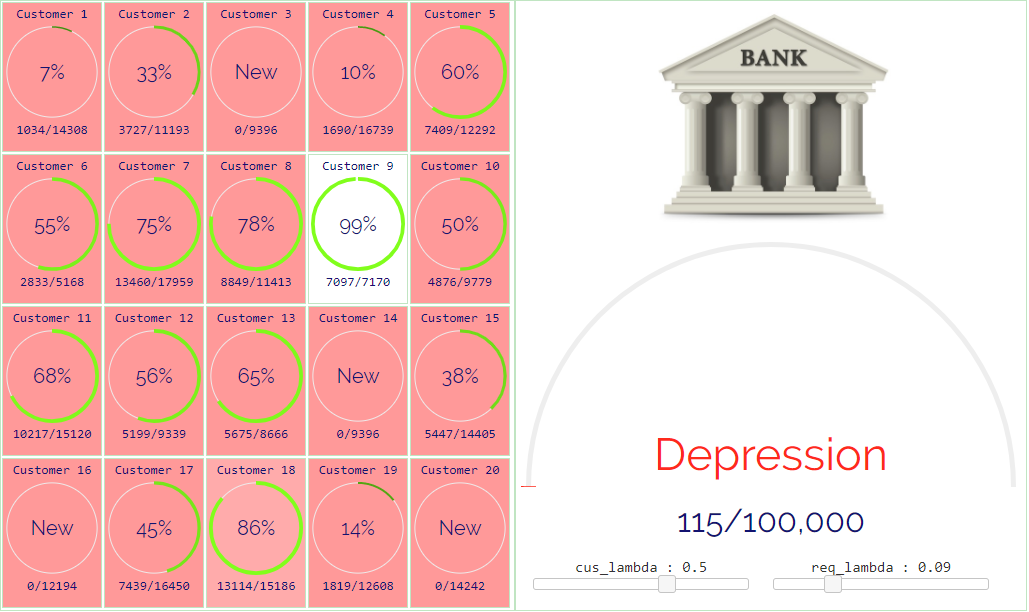 Customer 1
7%
1034/14308
Customer 2
33%
3727/11193
Customer 3
New
0/9396
Customer 4
10%
1690/16739
Customer 5
60%
7409/12292
Customer 6
55%
2833/5168
Customer 7
75%
13460/17959
Customer 8
78%
8849/11413
Customer 9
99%
7097/7170
Customer 10
50%
4876/9779
Customer 11
68%
10217/15120
Customer 12
56%
5199/9339
Customer 13
65%
5675/8666
Customer 14
New
0/9396
Customer 15
38%
5447/14405
Customer 16
New
0/12194
Customer 17
45%
7439/16450
Customer 18
86%
13114/15186
Customer 19
14%
1819/12608
Customer 20
New
0/14242
BANK
Depression
115/100,000
cus_lambda : 0.5
req_lambda : 0.09